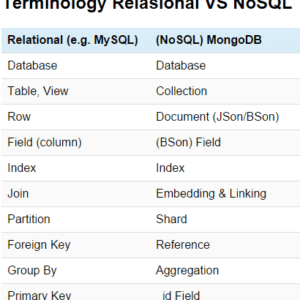 Terminology Relasional VS NoSQL
Relational (e.g. MySQL) (NoSQL) MongoDB
Database Database
Table, View Collection
Row Document (JSon/BSon)
Field (column) (BSon) Field
Index Index
Join Embedding & Linking
Partition Shard
Foreign Key Reference
Group By Aggregation
Primary Key _id Field